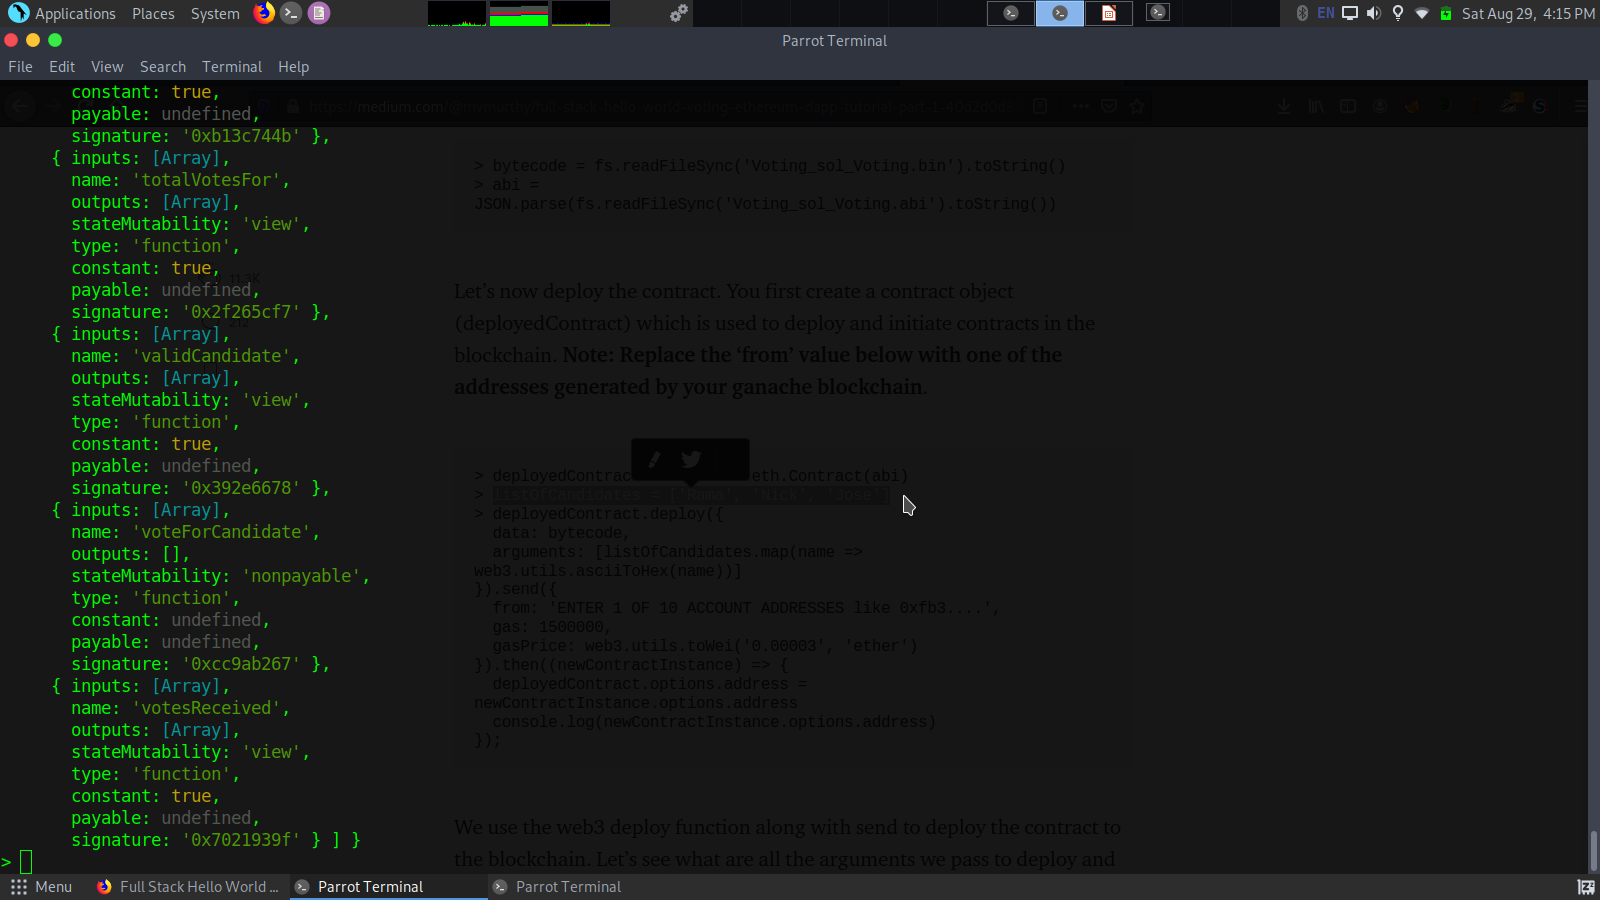 Applications Places System
EN Sat Aug 29, 4:15 PM
Parrot Terminal
File Edit View Search Terminal Help
constant: true,
payable: undefined,
signature: '0xb13c744b' },
{ inputs: [Array],
name: 'totalVotesFor',
outputs: [Array],
stateMutability: 'view',
type: 'function',
constant: true,
payable: undefined,
signature: '0x2f265cf7' },
{ inputs: [Array],
name: 'validCandidate',
outputs: [Array],
stateMutability: 'view',
type: 'function',
constant: true,
payable: undefined,
signature: '0x392e6678' },
{ inputs: [Array],
name: 'voteForCandidate',
outputs: [],
stateMutability: 'nonpayable',
type: 'function',
constant: undefined,
payable: undefined,
signature: '0xcc9ab267' },
{ inputs: [Array],
name: 'votesReceived',
outputs: [Array],
stateMutability: 'view',
type: 'function',
constant: true,
payable: undefined,
signature: '0x7021939f' } ] }
>
11.3K
212
> bytecode = fs.readFileSync('Voting_sol_Voting.bin').toString()
> abi =
JSON.parse(fs.readFileSync('Voting_sol_Voting.abi').toString())
Let's now deploy the contract. You first create a contract object
(deployedContract) which is used to deploy and initiate contracts in the
blockchain. Note: Replace the ‘from’ value below with one of the
addresses generated by your ganache blockchain.
> deployedContrac eth.Contract(abi)
> listOfCandidates = ['Rama', 'Nick', 'Jose']
> deployedContract.deploy({
data: bytecode,
arguments: [listOfCandidates.map(name =>
web3.utils.asciiToHex(name))]
}).send({
from: 'ENTER 1 OF 10 ACCOUNT ADDRESSES like 0xfb3....',
gas: 1500000,
gasPrice: web3.utils.toWei('0.00003', 'ether')
}).then((newContractInstance) => {
deployedContract.options.address =
newContractInstance.options.address
console.log(newContractInstance.options.address)
});
We use the web3 deploy function along with send to deploy the contract to
the blockchain. Let's see what are all the arguments we pass to deploy and
Menu Full Stack Hello World ... Parrot Terminal Parrot Terminal